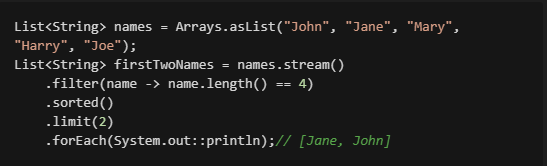 List<String> names = Arrays.asList("John", "Jane", "Mary",
"Harry", "Joe");
List<String> firstTwoNames = names.stream()
    .filter(name -> name.length() == 4)
    .sorted()
    .limit(2)
    .forEach(System.out::println);// [Jane, John]